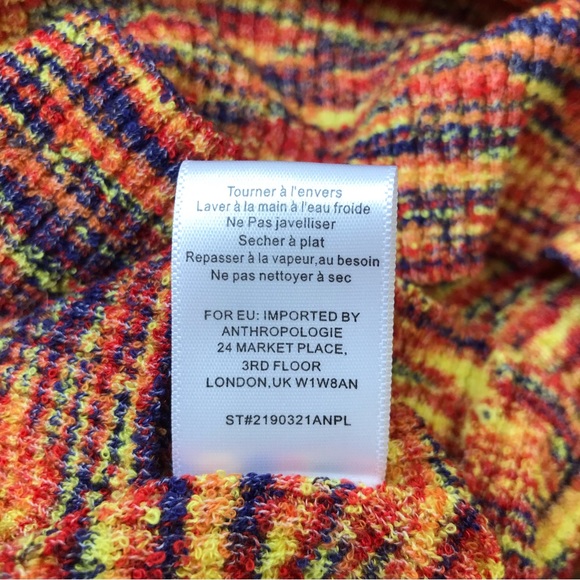 Tourner à l'envers
Laver à la main à l'eau froide
Ne Pas javelliser
Secher à plat
Repasser à la vapeur,au besoin
Ne pas nettoyer à sec
FOR EU: IMPORTED BY
ANTHROPOLOGIE
24 MARKET PLACE,
3RD FLOOR
LONDON,UK W1W8AN
ST#2190321ANPL